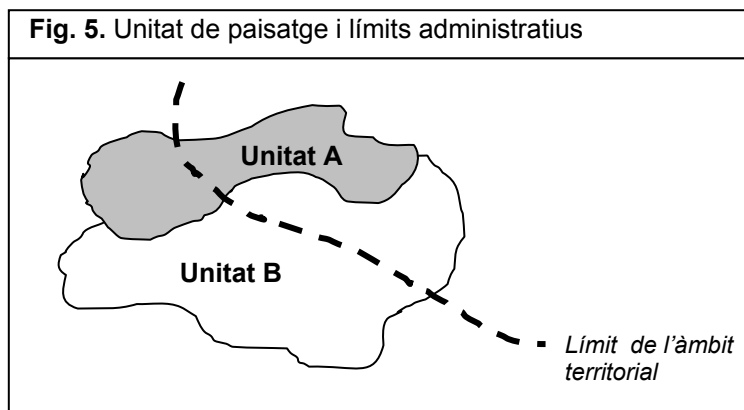 Fig. 5. Unitat de paisatge i límits administratius
Unitat A
Unitat B
Límit de l'àmbit
territorial